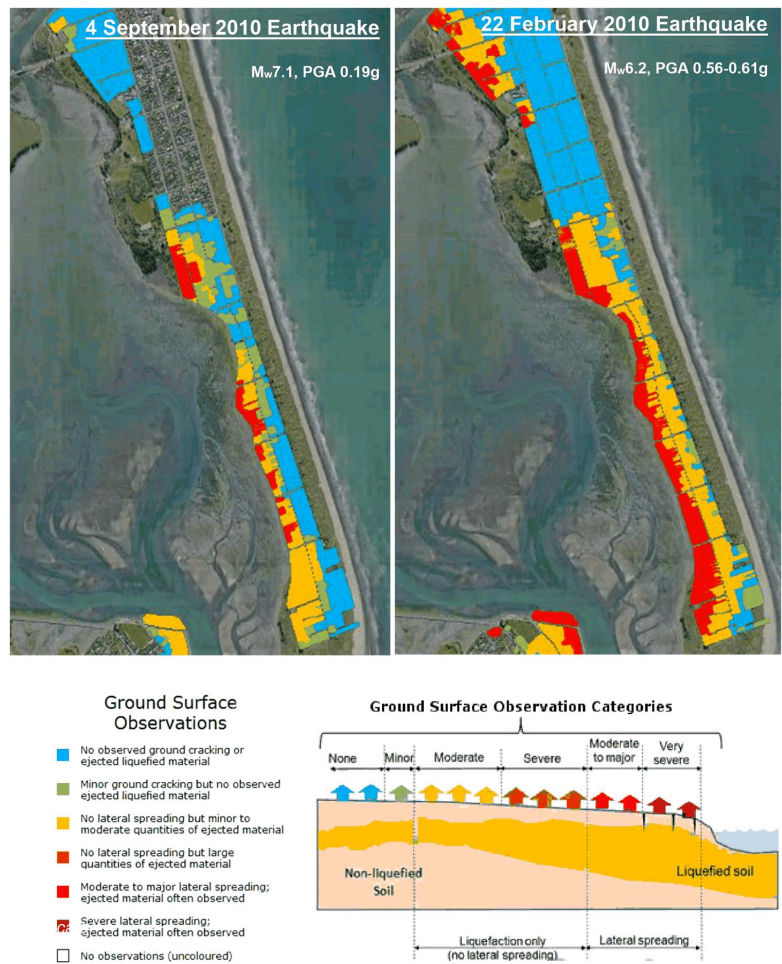 4 September 2010 Earthquake
Mw7.1, PGA 0.19g
22 February 2010 Earthquake
Mw6.2, PGA 0.56-0.61g
Ground Surface
Observations
No observed ground cracking or
ejected liquefied material
Minor ground cracking but no observed
ejected liquefied material
No lateral spreading but minor to
moderate quantities of ejected material
No lateral spreading but large
quantities of ejected material
Moderate to major lateral spreading;
ejected material often observed
Severe lateral spreading;
ejected material often observed
No observations (uncoloured)
Ground Surface Observation Categories
None
Minor
Moderate
Severe
Moderate
to major
Very
severe
Non-liquefied
Soil
Liquefied soil
Liquefaction only
(no lateral spreading)
Lateral spreading